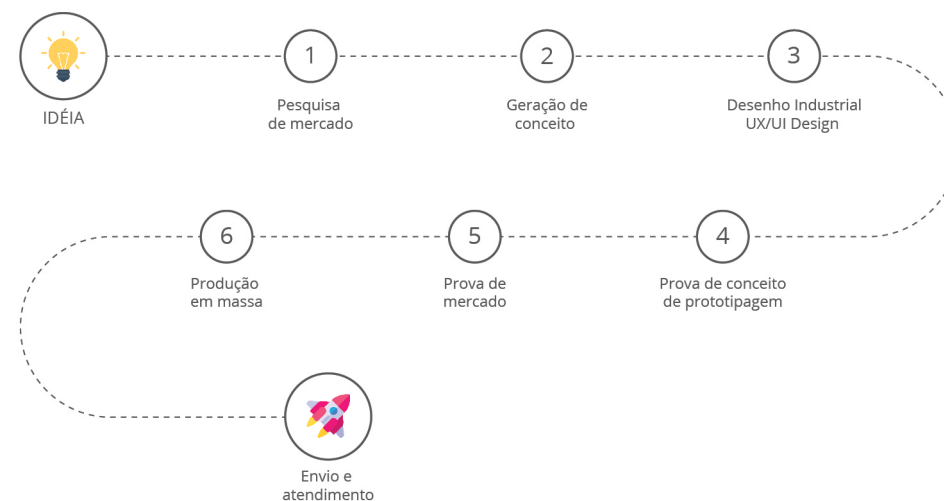 IDÉIA
1
Pesquisa
de mercado
2
Geração de
conceito
3
Desenho Industrial
UX/UI Design
4
Prova de conceito
de prototipagem
5
Prova de
mercado
6
Produção
em massa
Envio e
atendimento